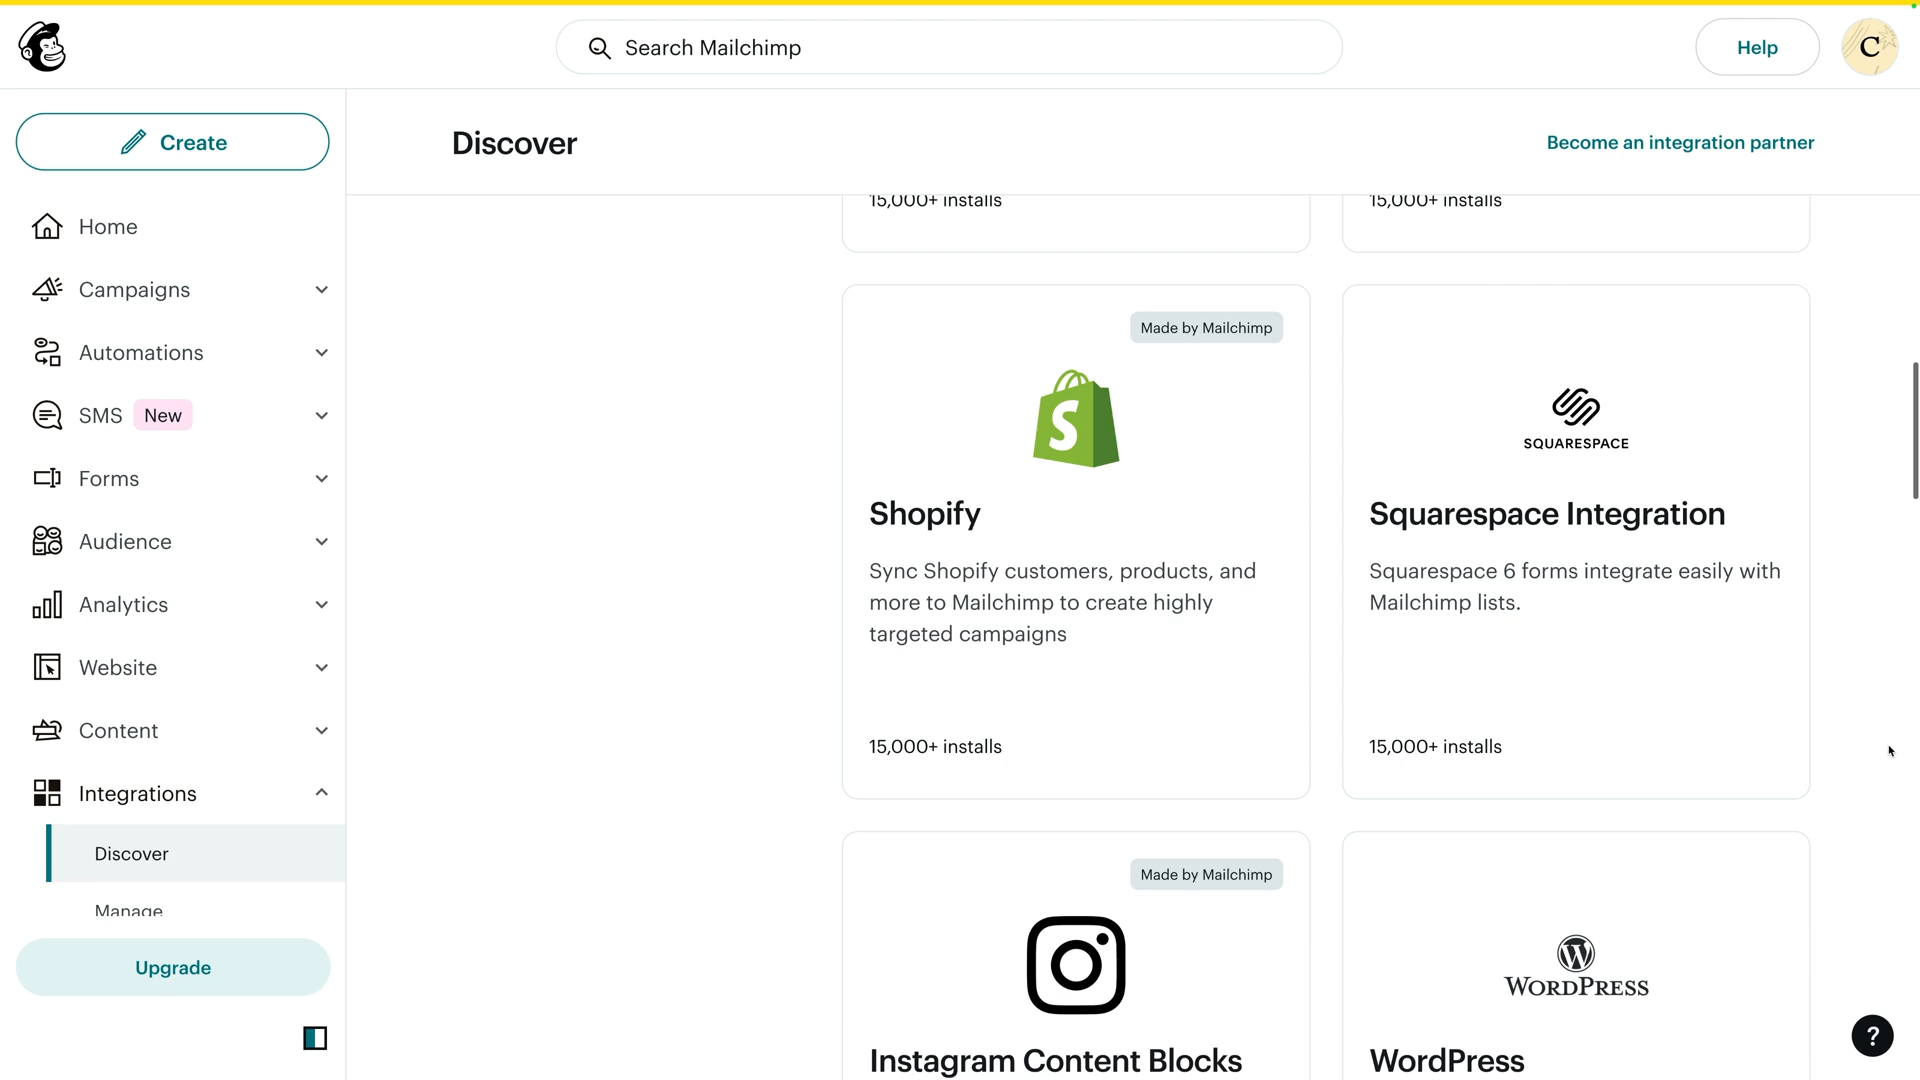 Search Mailchimp
Help
C
Create
Discover
Become an integration partner
Home
Campaigns
Automations
SMS New
Forms
Audience
Analytics
Website
Content
Integrations
Discover
Manage
Upgrade
15,000+ installs
15,000+ installs
Made by Mailchimp
S
Shopify
Sync Shopify customers, products, and
more to Mailchimp to create highly
targeted campaigns
15,000+ installs
SQUARESPACE
Squarespace Integration
Squarespace 6 forms integrate easily with
Mailchimp lists.
15,000+ installs
Made by Mailchimp
Instagram Content Blocks
W
WORDPRESS
WordPress
?